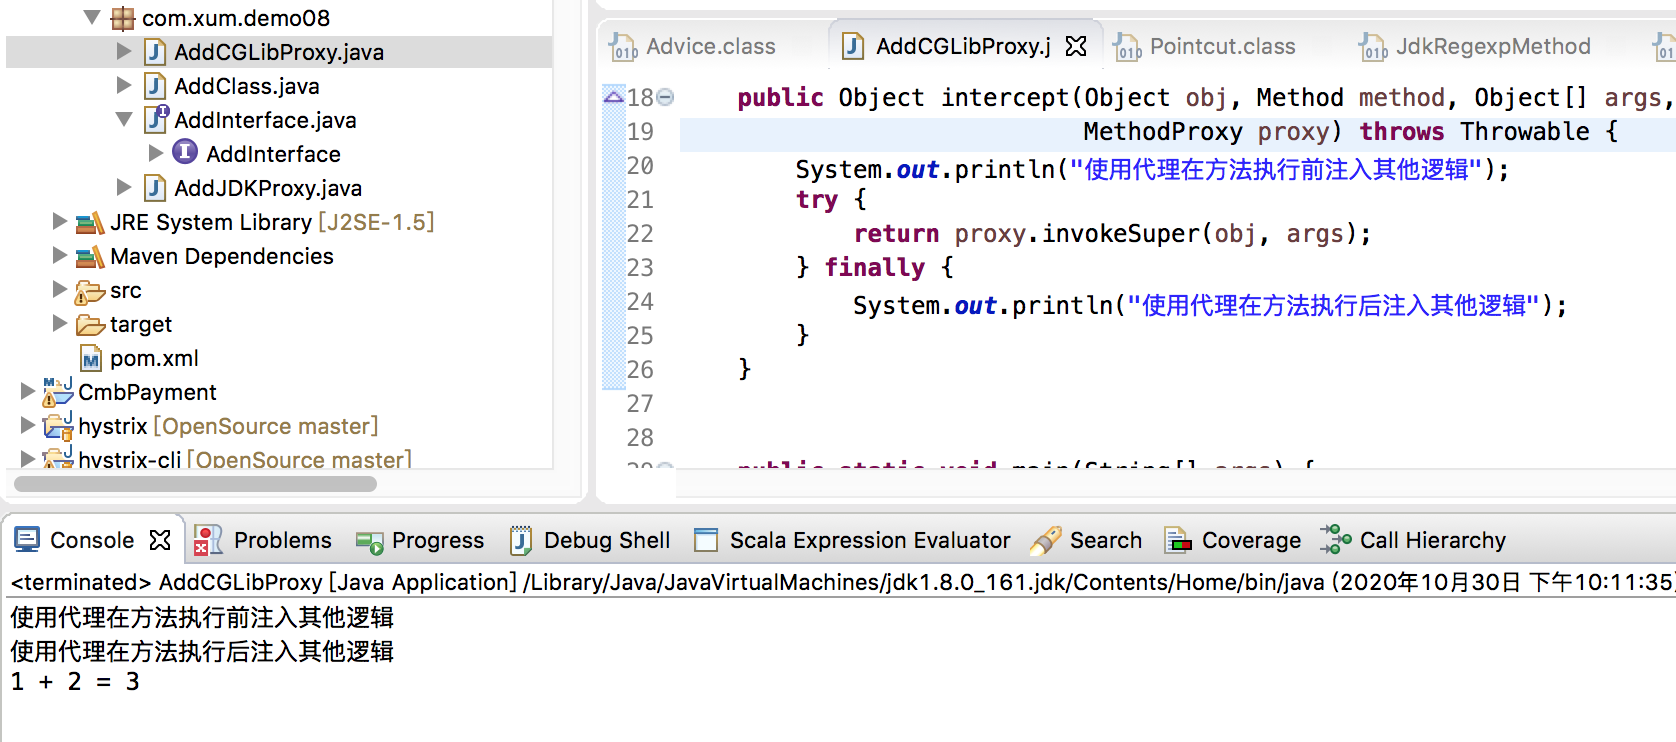 com.xum.demo08
AddCGLibProxy.java
AddClass.java
AddInterface.java
AddInterface
AddJDKProxy.java
JRE System Library [J2SE-1.5]
Maven Dependencies
src
target
pom.xml
CmbPayment
hystrix [OpenSource master]
hystrix-cli [OpenSource master]
Advice.class
AddCGLibProxy.j
Pointcut.class
JdkRegexpMethod
18 public Object intercept(Object obj, Method method, Object[] args,
19 MethodProxy proxy) throws Throwable {
20 System.out.println("使用代理在方法执行前注入其他逻辑");
21 try {
22 return proxy.invokeSuper(obj, args);
23 } finally {
24 System.out.println("使用代理在方法执行后注入其他逻辑");
25 }
26 }
27
28
29 public static void main(String[] args) {
Console Problems Progress Debug Shell Scala Expression Evaluator Search Coverage Call Hierarchy
<terminated> AddCGLibProxy [Java Application] /Library/Java/JavaVirtualMachines/jdk1.8.0_161.jdk/Contents/Home/bin/java (2020年10月30日 下午10:11:35)
使用代理在方法执行前注入其他逻辑
使用代理在方法执行后注入其他逻辑
1 + 2 = 3